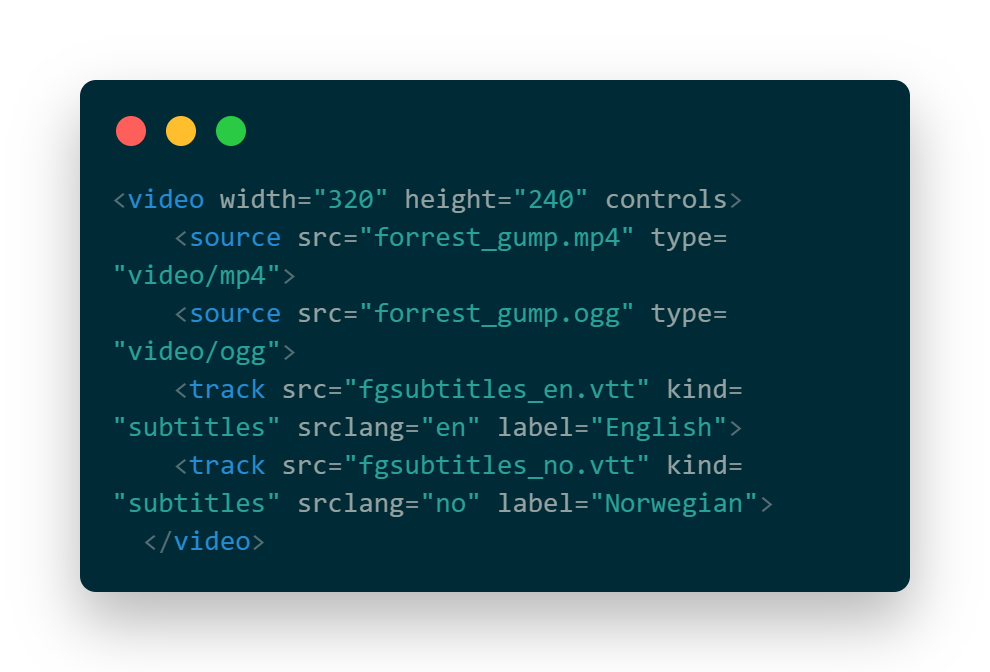 <video width="320" height="240" controls>
    <source src="forrest_gump.mp4" type=
"video/mp4">
    <source src="forrest_gump.ogg" type=
"video/ogg">
    <track src="fgsubtitles_en.vtt" kind=
"subtitles" srclang="en" label="English">
    <track src="fgsubtitles_no.vtt" kind=
"subtitles" srclang="no" label="Norwegian">
  </video>